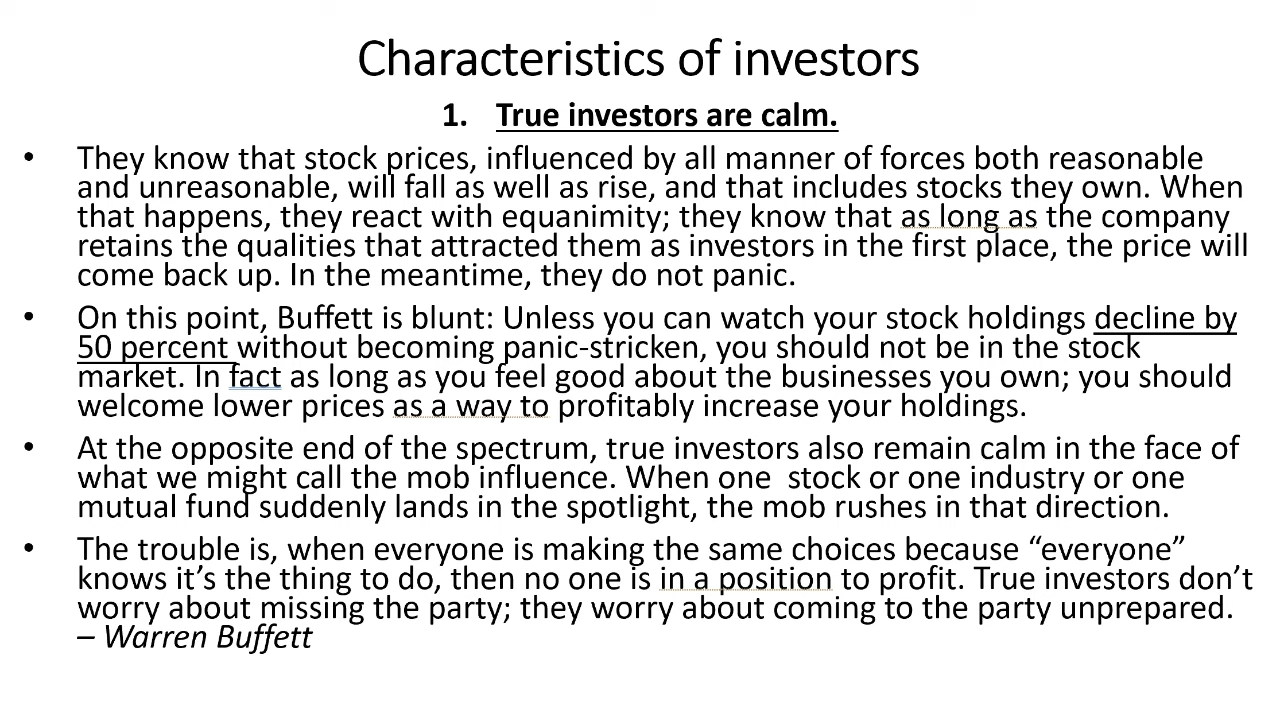 Characteristics of investors
1. True investors are calm.
• They know that stock prices, influenced by all manner of forces both reasonable
and unreasonable, will fall as well as rise, and that includes stocks they own. When
that happens, they react with equanimity; they know that as long as the company
retains the qualities that attracted them as investors in the first place, the price will
come back up. In the meantime, they do not panic.
• On this point, Buffett is blunt: Unless you can watch your stock holdings decline by
50 percent without becoming panic-stricken, you should not be in the stock
market. In fact as long as you feel good about the businesses you own; you should
welcome lower prices as a way to profitably increase your holdings.
• At the opposite end of the spectrum, true investors also remain calm in the face of
what we might call the mob influence. When one  stock or one industry or one
mutual fund suddenly lands in the spotlight, the mob rushes in that direction.
• The trouble is, when everyone is making the same choices because “everyone”
knows it’s the thing to do, then no one is in a position to profit. True investors don’t
worry about missing the party; they worry about coming to the party unprepared.
– Warren Buffett